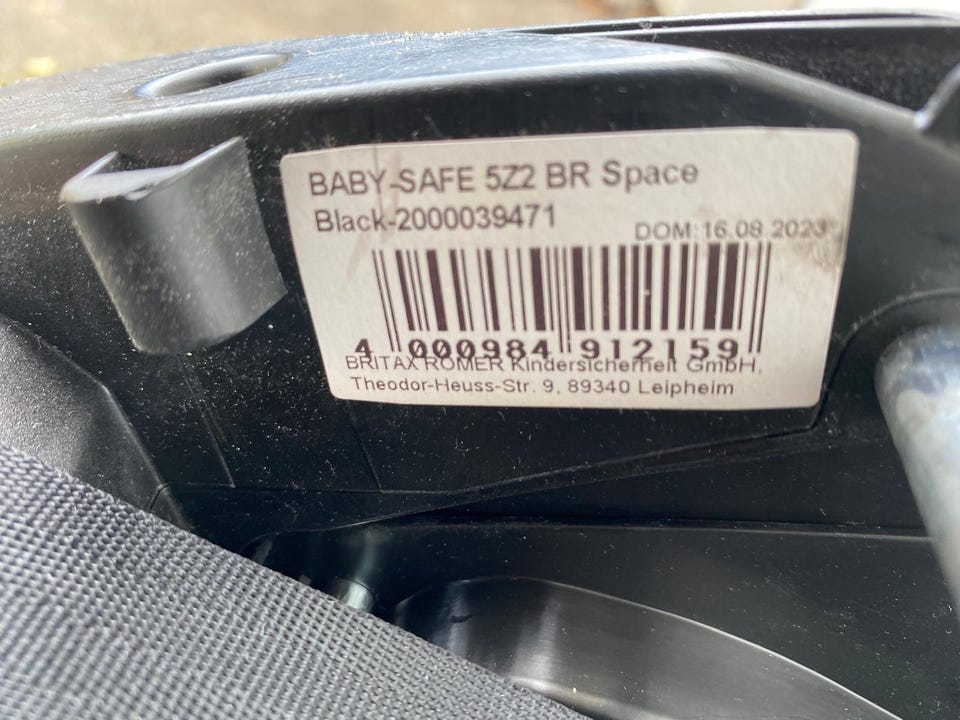 BABY-SAFE 5Z2 BR Space
Black-2000039471
DOM:16.08.2023
4 000984 912159
BRITAX RÖMER Kindersicherheit GmbH,
Theodor-Heuss-Str. 9, 89340 Leipheim